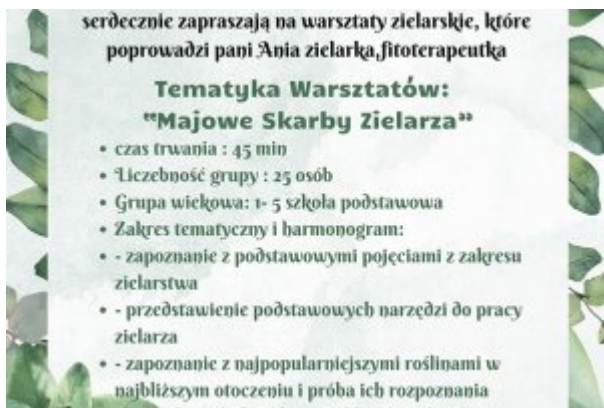 serdecznie zapraszają na warsztaty zielarskie, które
poprowadzi pani Ania zielarka,fitoterapeutka
Tematyka Warsztatów:
"Majowe Skarby Zielarza"
• czas trwania : 45 min
• Liczebność grupy : 25 osób
• Grupa wiekowa: 1- 5 szkoła podstawowa
• Zakres tematyczny i harmonogram:
• - zapoznanie z podstawowymi pojęciami z zakresu
zielarstwa
• - przedstawienie podstawowych narzędzi do pracy
zielarza
• - zapoznanie z najpopularniejszymi roślinami w
najbliższym otoczeniu i próba ich rozpoznania